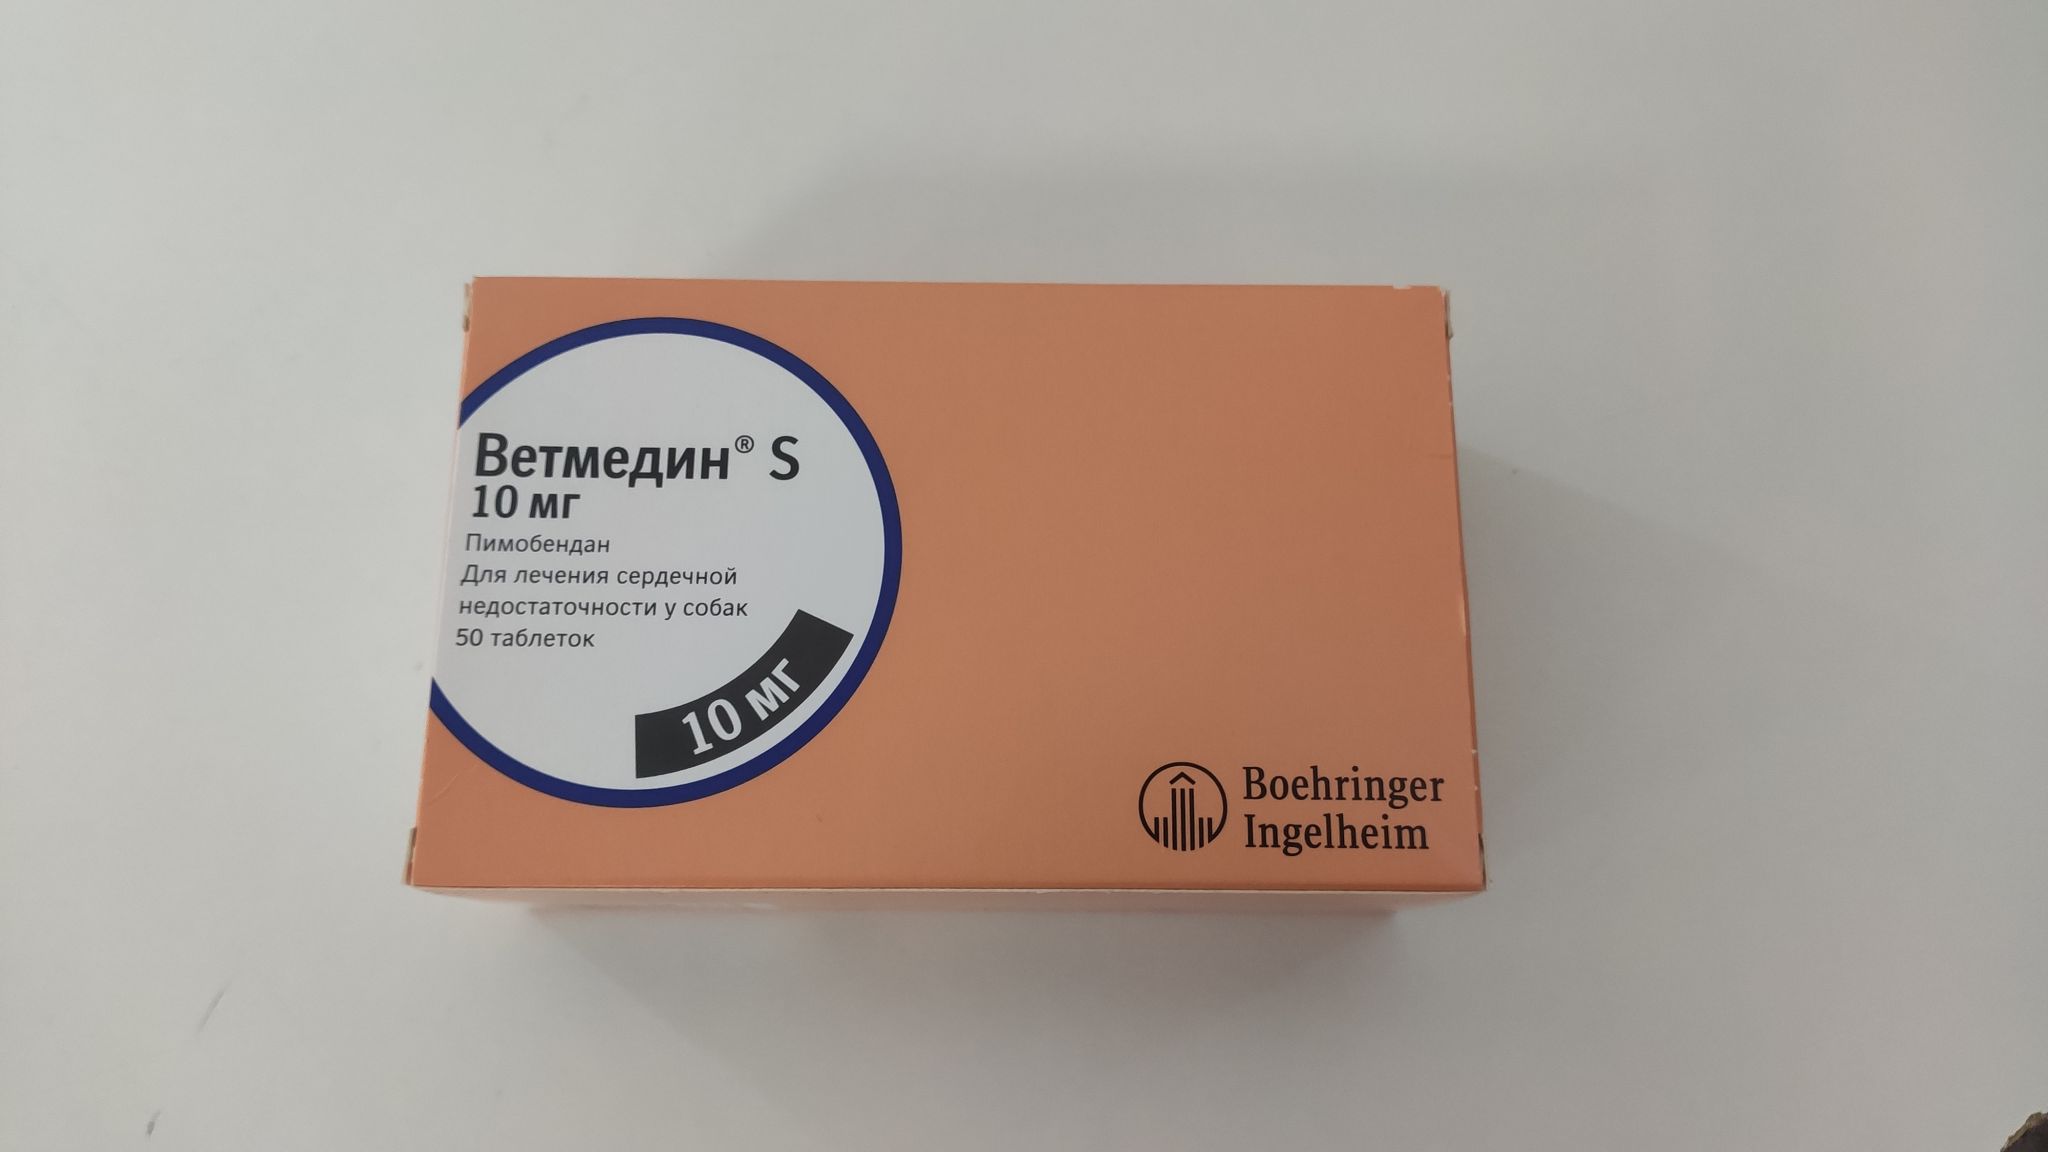 Ветмедин® S
10 мг
Пимобендан
Для лечения сердечной
недостаточности у собак
50 таблеток
10 мг
Boehringer
Ingelheim